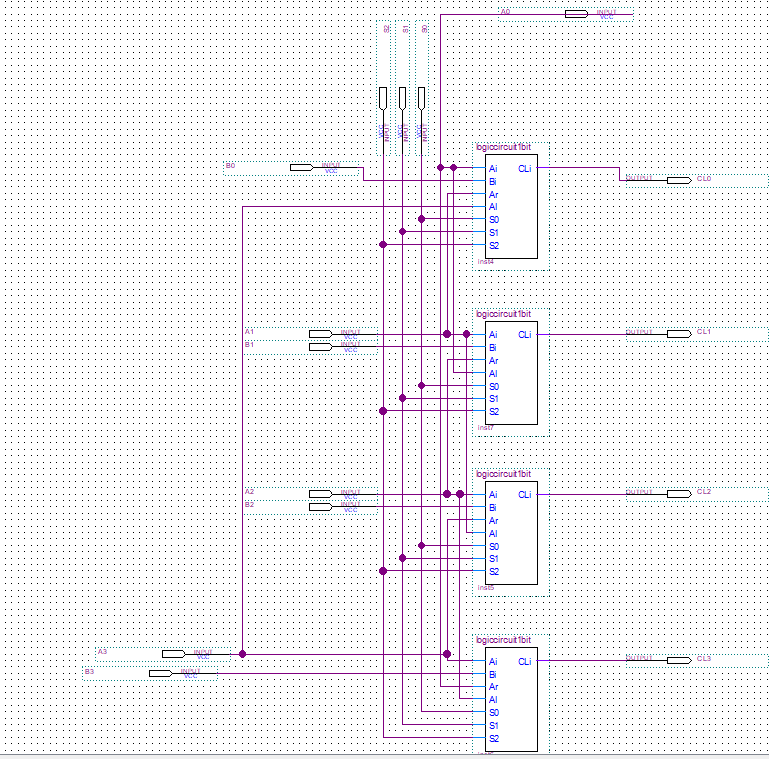 A0
INPUT
VCC
S2
S1
S0
VCC
INPUT
VCC
INPUT
VCC
INPUT
B0
INPUT
VCC
logiccircuit1bit
Ai
Bi
Ar
Al
S0
S1
S2
CLi
inst4
OUTPUT
CL0
A1
INPUT
VCC
B1
INPUT
VCC
logiccircuit1bit
Ai
Bi
Ar
Al
S0
S1
S2
CLi
inst7
OUTPUT
CL1
A2
INPUT
VCC
B2
INPUT
VCC
logiccircuit1bit
Ai
Bi
Ar
Al
S0
S1
S2
CLi
inst5
OUTPUT
CL2
A3
INPUT
VCC
B3
INPUT
VCC
logiccircuit1bit
Ai
Bi
Ar
Al
S0
S1
S2
CLi
OUTPUT
CL3